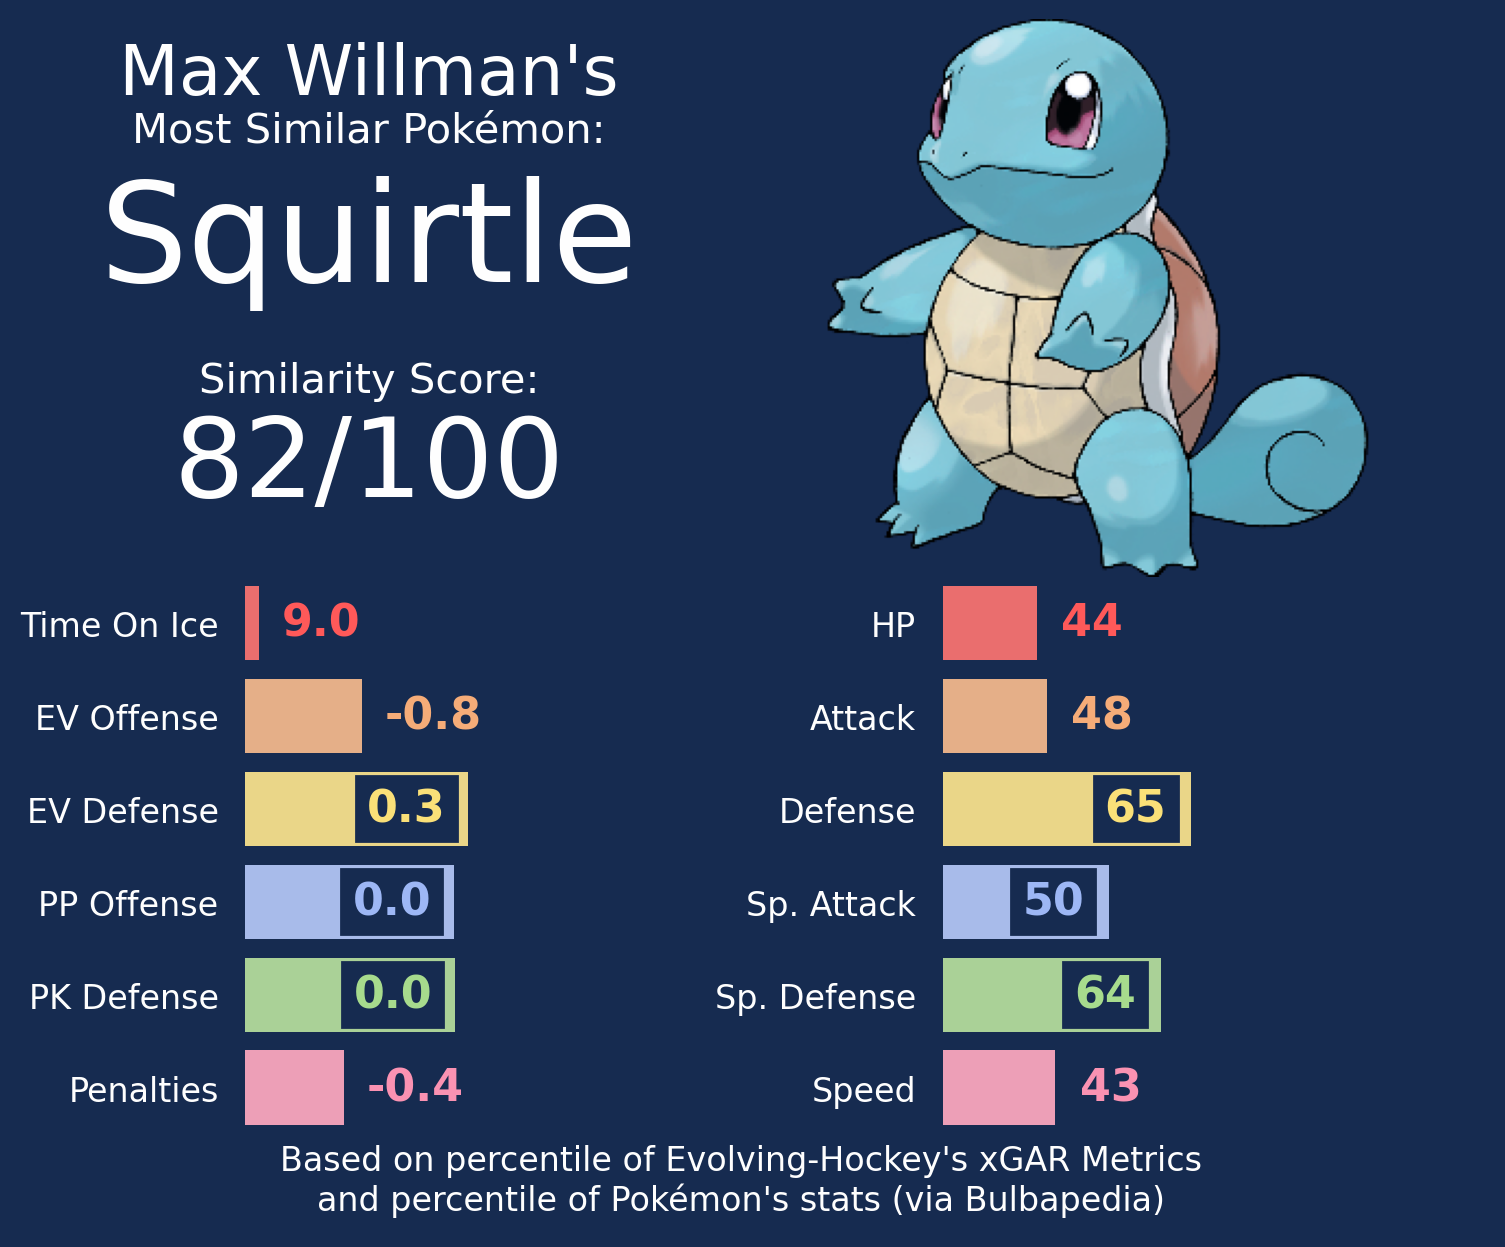 Max Willman's
Most Similar Pokémon:
Squirtle
Similarity Score:
82/100
Time On Ice 9.0
EV Offense -0.8
EV Defense 0.3
PP Offense 0.0
PK Defense 0.0
Penalties -0.4
HP 44
Attack 48
Defense 65
Sp. Attack 50
Sp. Defense 64
Speed 43
Based on percentile of Evolving-Hockey's xGAR Metrics
and percentile of Pokémon's stats (via Bulbapedia)